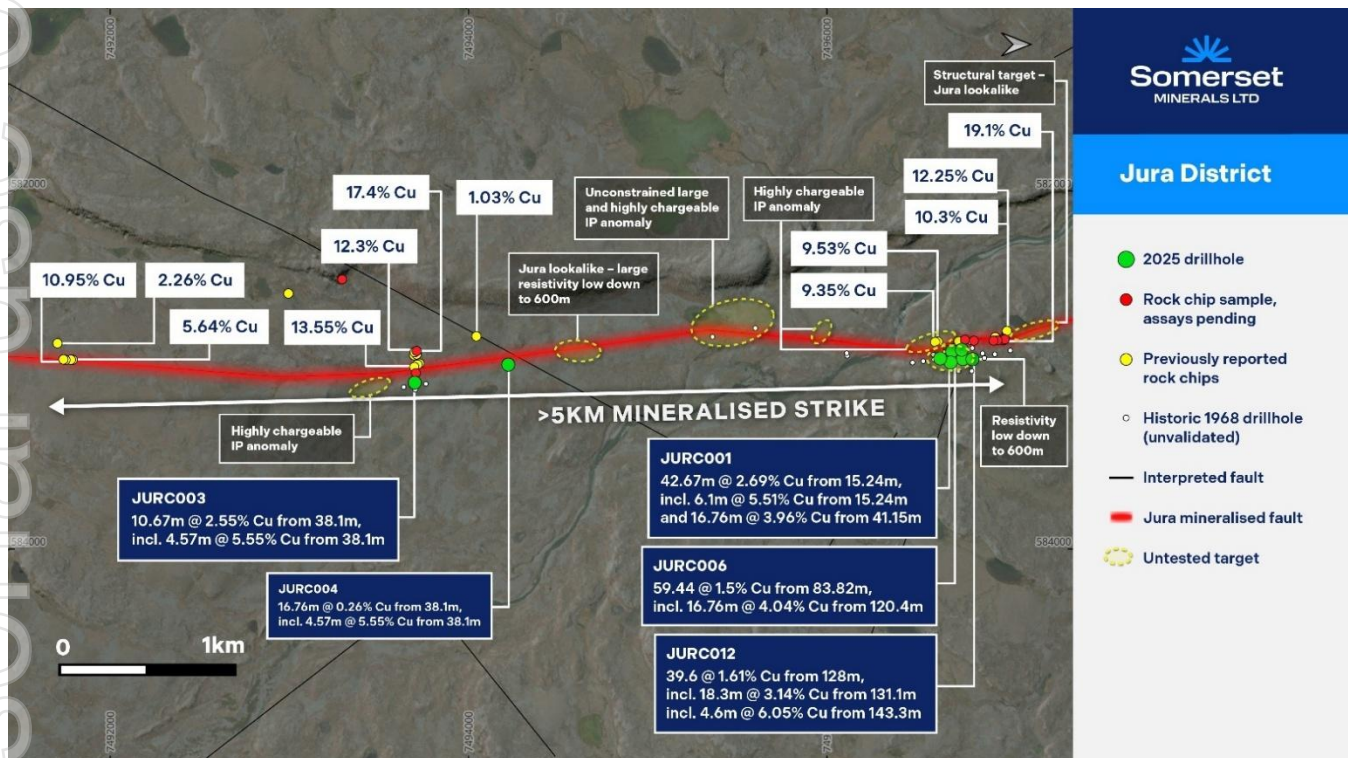 7492000
7494000
7496000
Structural target –
Jura lookalike
19.1% Cu
582000
582000
17.4% Cu
1.03% Cu
Unconstrained large
and highly chargeable
IP anomaly
Highly chargeable
IP anomaly
12.25% Cu
10.3% Cu
12.3% Cu
9.53% Cu
10.95% Cu
2.26% Cu
Jura lookalike – large
resistivity low down
to 600m
9.35% Cu
5.64% Cu
13.55% Cu
>5KM MINERALISED STRIKE
Highly chargeable
IP anomaly
Resistivity
low down
to 600m
JURC003
10.67m @ 2.55% Cu from 38.1m,
incl. 4.57m @ 5.55% Cu from 38.1m
JURC004
16.76m @ 0.26% Cu from 38.1m,
incl. 4.57m @ 5.55% Cu from 38.1m
JURC001
42.67m @ 2.69% Cu from 15.24m,
incl. 6.1m @ 5.51% Cu from 15.24m
and 16.76m @ 3.96% Cu from 41.15m
JURC006
59.44 @ 1.5% Cu from 83.82m,
incl. 16.76m @ 4.04% Cu from 120.4m
JURC012
39.6 @ 1.61% Cu from 128m,
incl. 18.3m @ 3.14% Cu from 131.1m
incl. 4.6m @ 6.05% Cu from 143.3m
584000
584000
0 1km
7492000
7494000
Somerset
MINERALS LTD
Jura District
2025 drillhole
Rock chip sample,
assays pending
Previously reported
rock chips
Historic 1968 drillhole
(unvalidated)
Interpreted fault
Jura mineralised fault
Untested target